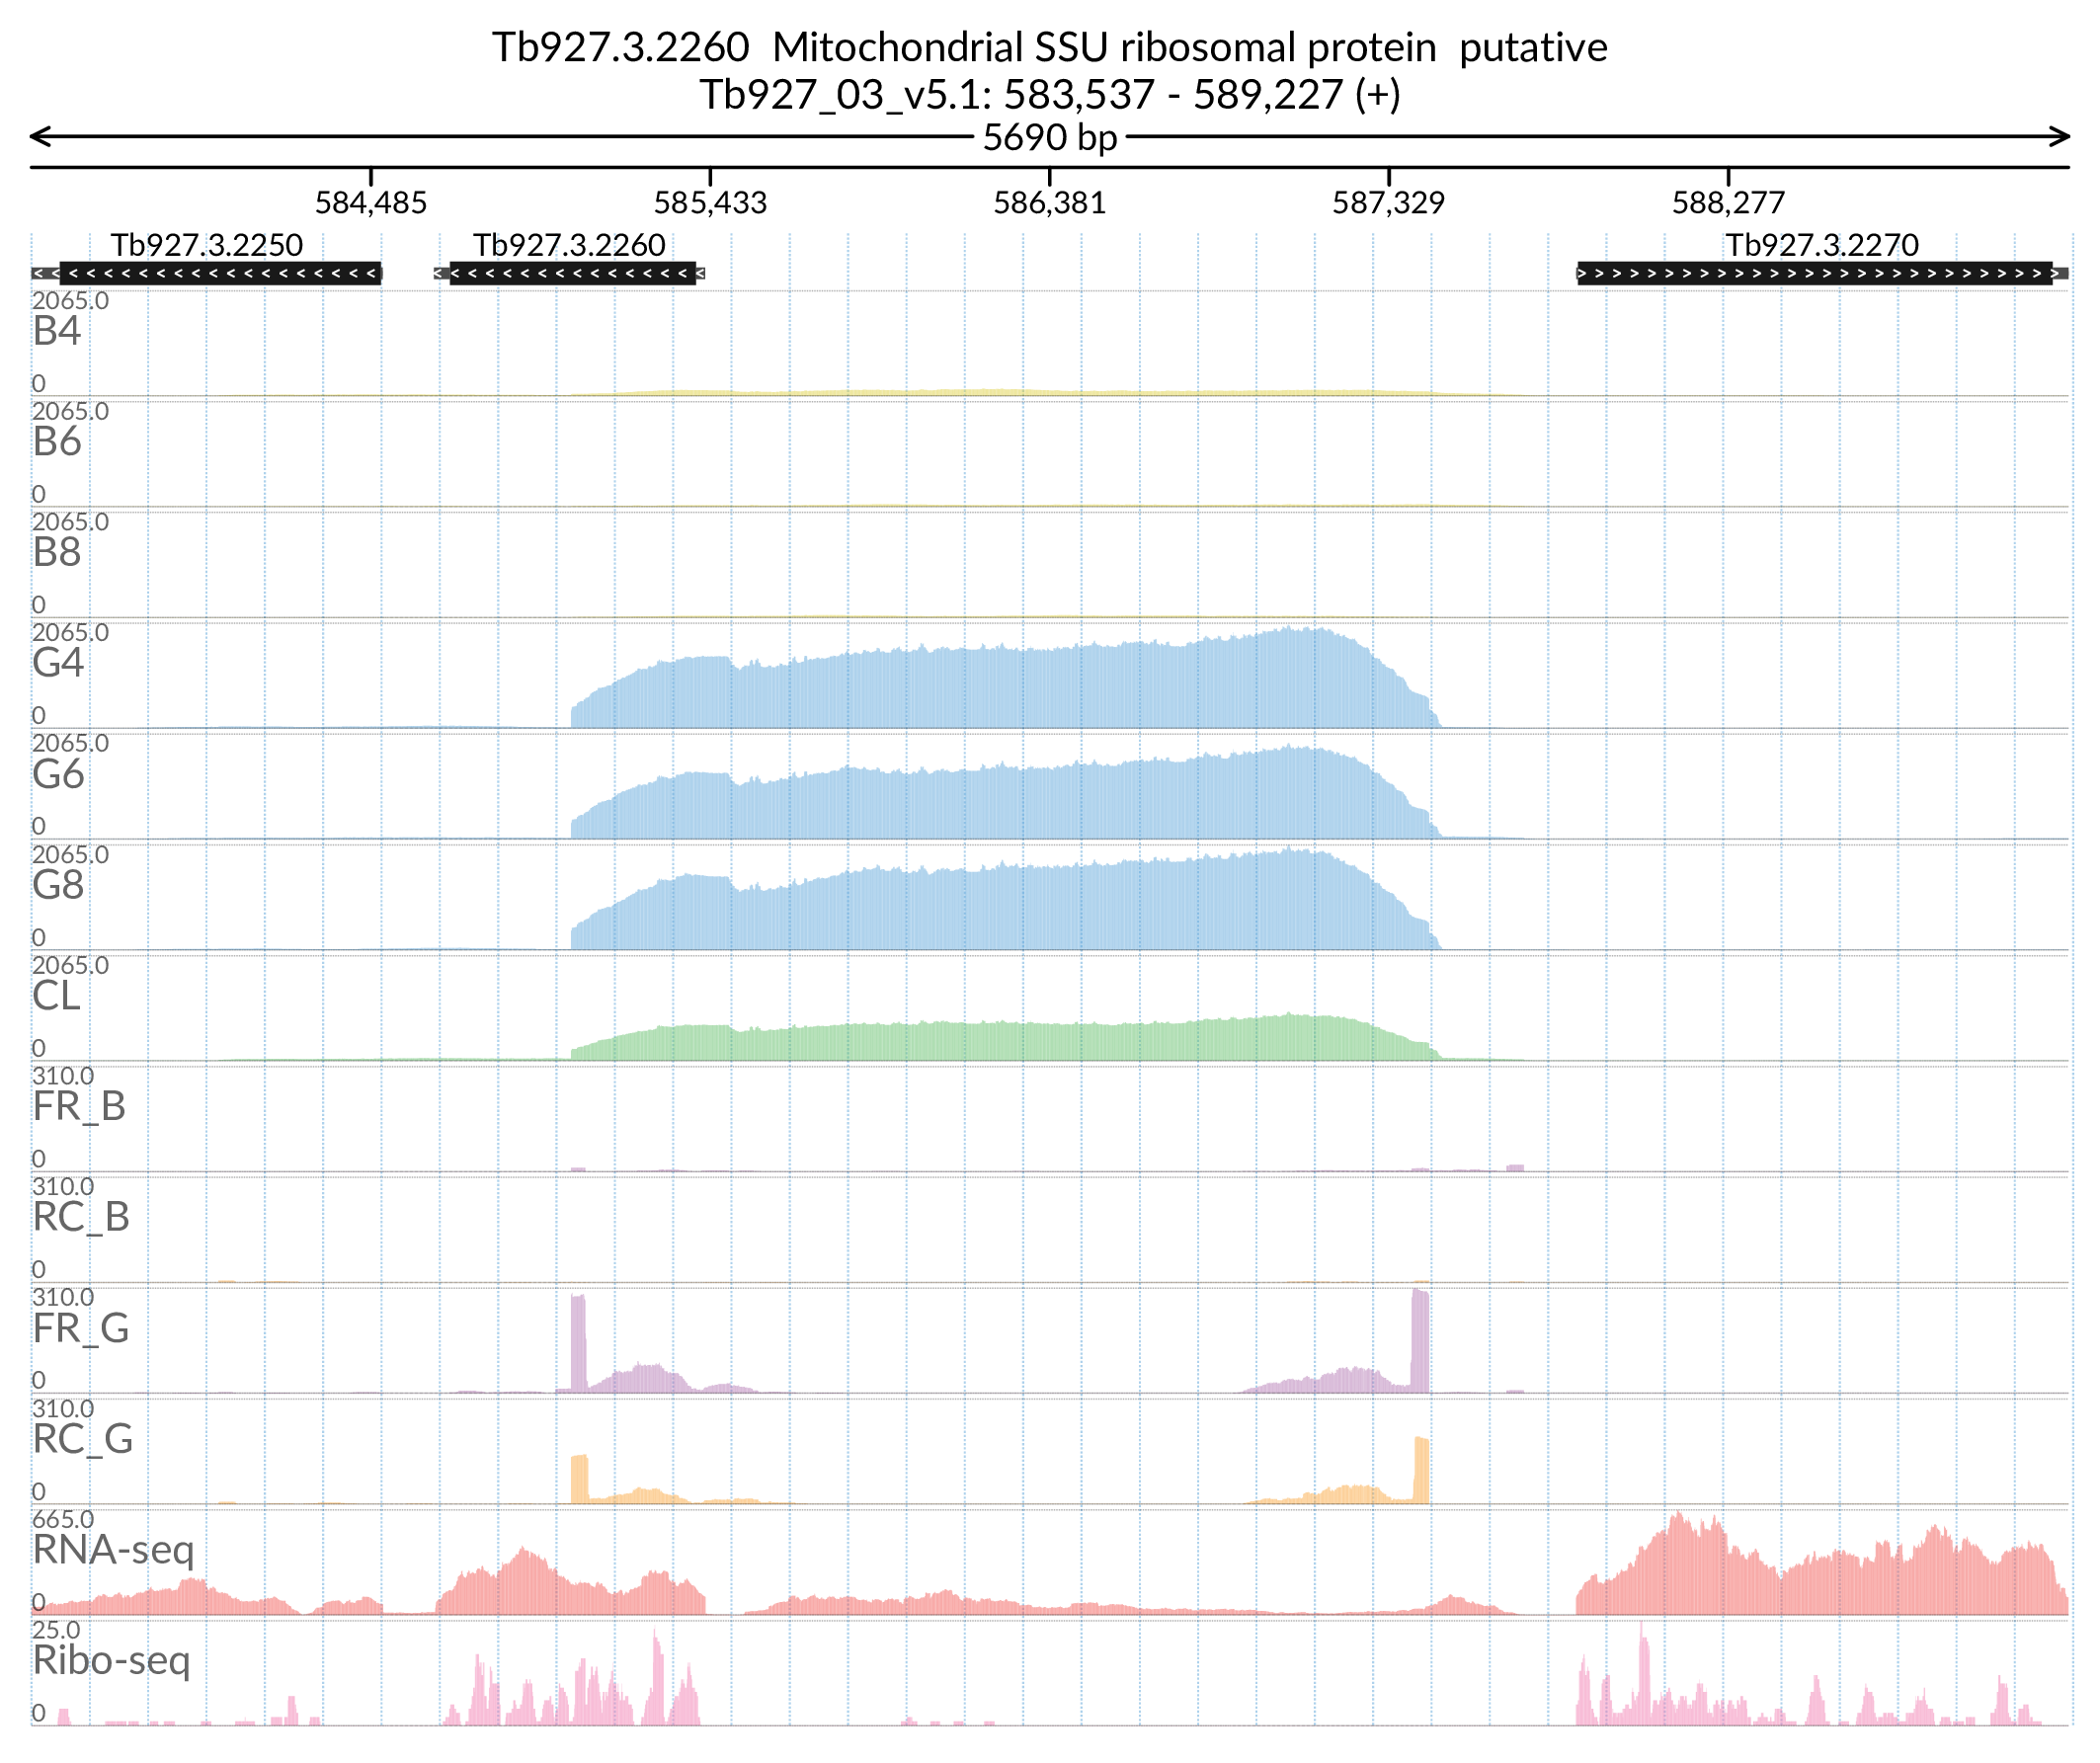 Tb927.3.2260  Mitochondrial SSU ribosomal protein  putative
Tb927_03_v5.1: 583,537 - 589,227 (+)
5690 bp
584,485 585,433 586,381 587,329 588,277
Tb927.3.2250 Tb927.3.2260 Tb927.3.2270
2065.0
B4
0
2065.0
B6
0
2065.0
B8
0
2065.0
G4
0
2065.0
G6
0
2065.0
G8
0
2065.0
CL
0
310.0
FR_B
0
310.0
RC_B
0
310.0
FR_G
0
310.0
RC_G
0
665.0
RNA-seq
0
25.0
Ribo-seq
0